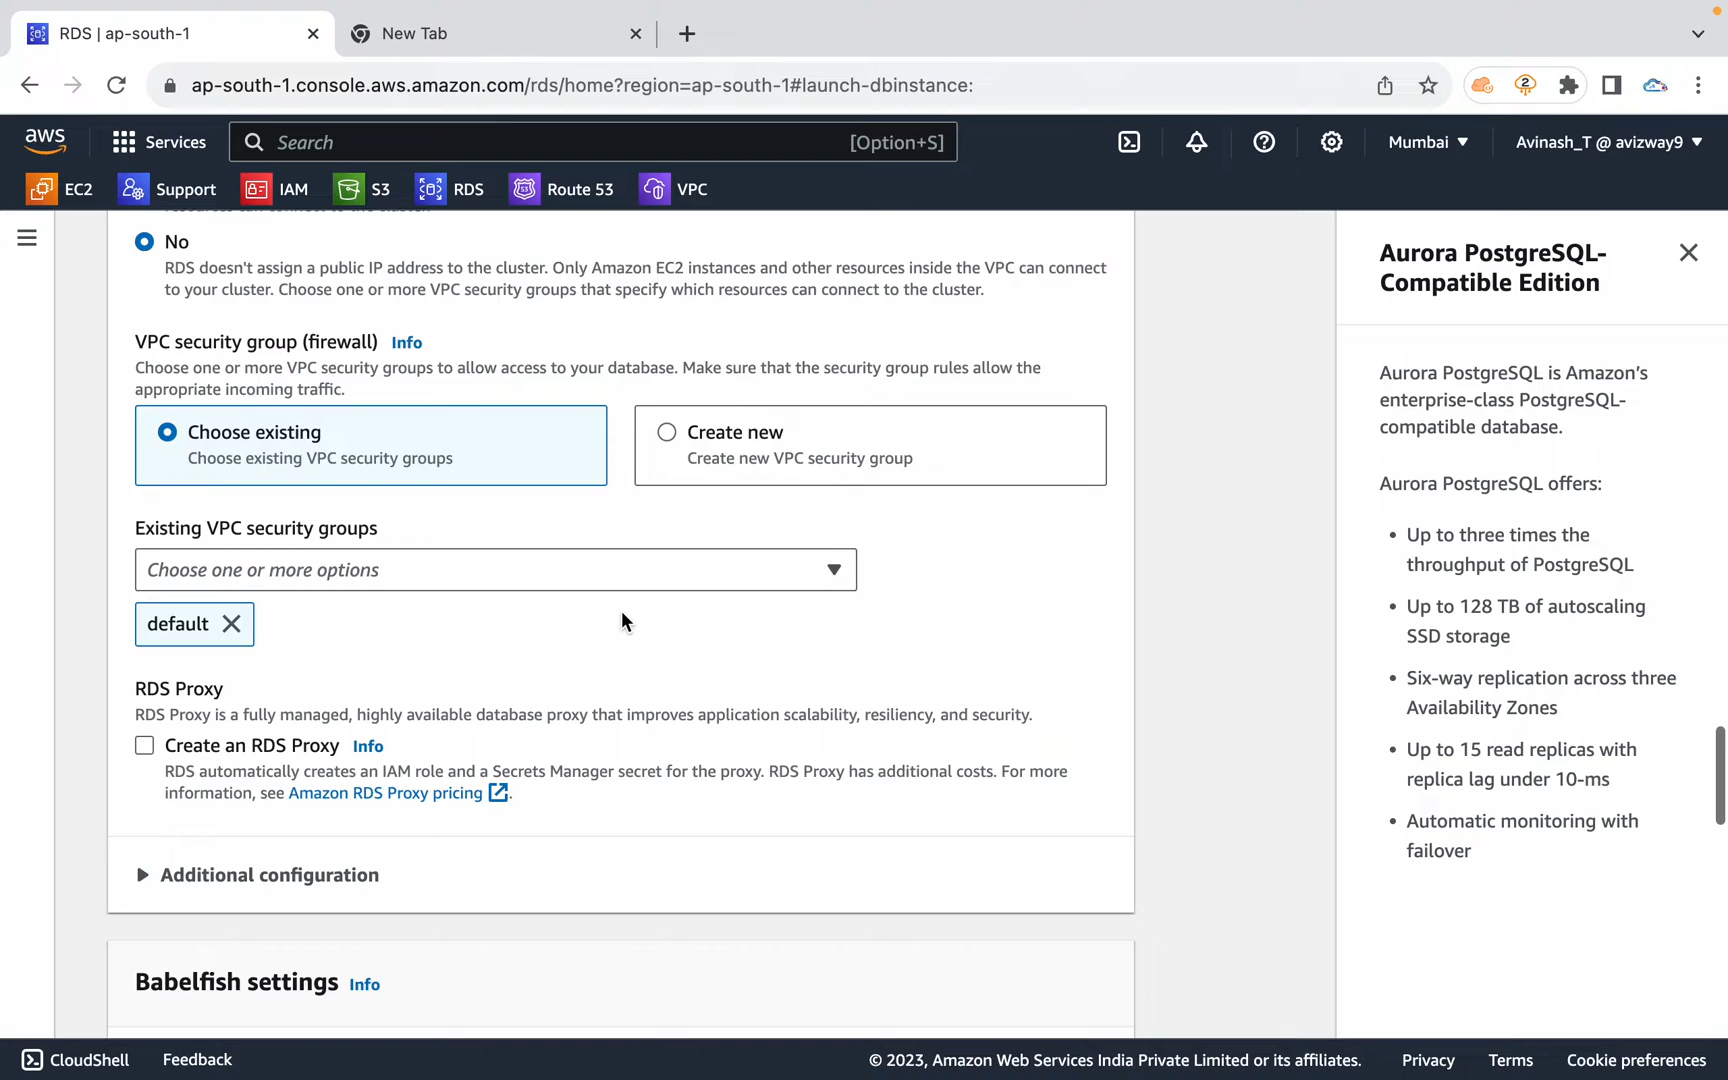 RDS | ap-south-1
New Tab
ap-south-1.console.aws.amazon.com/rds/home?region=ap-south-1#launch-dbinstance:
2
aws
Services
Search
[Option+S]
Mumbai
Avinash_T @ avizway9
EC2
Support
IAM
S3
RDS
Route 53
VPC
resources can connect to the cluster.
No
RDS doesn't assign a public IP address to the cluster. Only Amazon EC2 instances and other resources inside the VPC can connect
to your cluster. Choose one or more VPC security groups that specify which resources can connect to the cluster.
VPC security group (firewall) Info
Choose one or more VPC security groups to allow access to your database. Make sure that the security group rules allow the
appropriate incoming traffic.
Choose existing
Choose existing VPC security groups
Create new
Create new VPC security group
Existing VPC security groups
Choose one or more options
default
RDS Proxy
RDS Proxy is a fully managed, highly available database proxy that improves application scalability, resiliency, and security.
Create an RDS Proxy Info
RDS automatically creates an IAM role and a Secrets Manager secret for the proxy. RDS Proxy has additional costs. For more
information, see Amazon RDS Proxy pricing.
Additional configuration
Babelfish settings Info
Aurora PostgreSQL-
Compatible Edition
Aurora PostgreSQL is Amazon's
enterprise-class PostgreSQL-
compatible database.
Aurora PostgreSQL offers:
• Up to three times the
throughput of PostgreSQL
• Up to 128 TB of autoscaling
SSD storage
• Six-way replication across three
Availability Zones
• Up to 15 read replicas with
replica lag under 10-ms
• Automatic monitoring with
failover
CloudShell
Feedback
© 2023, Amazon Web Services India Private Limited or its affiliates.
Privacy
Terms
Cookie preferences